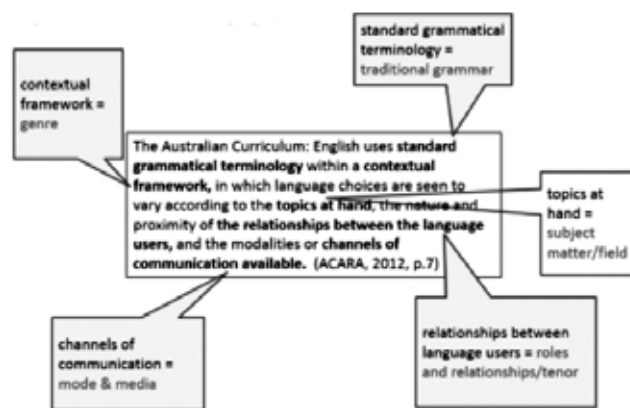 standard grammatical
terminology =
traditional grammar
contextual
framework =
genre
The Australian Curriculum: English uses standard
grammatical terminology within a contextual
framework, in which language choices are seen to
vary according to the topics at hand, the nature and
proximity of the relationships between the language
users, and the modalities or channels of
communication available. (ACARA, 2012, p.7)
topics at
hand =
subject
matter/field
channels of
communication =
mode & media
relationships between
language users = roles
and relationships/tenor